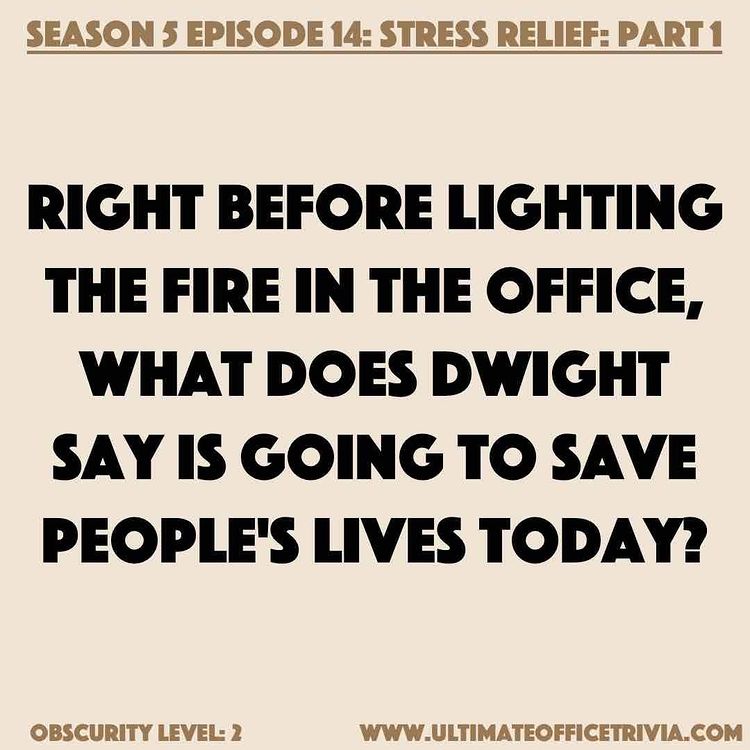 SEASON 5 EPISODE 14: STRESS RELIEF: PART 1
RIGHT BEFORE LIGHTING
THE FIRE IN THE OFFICE,
WHAT DOES DWIGHT
SAY IS GOING TO SAVE
PEOPLE'S LIVES TODAY?
OBSCURITY LEVEL: 2 WWW.ULTIMATEOFFICETRIVIA.COM